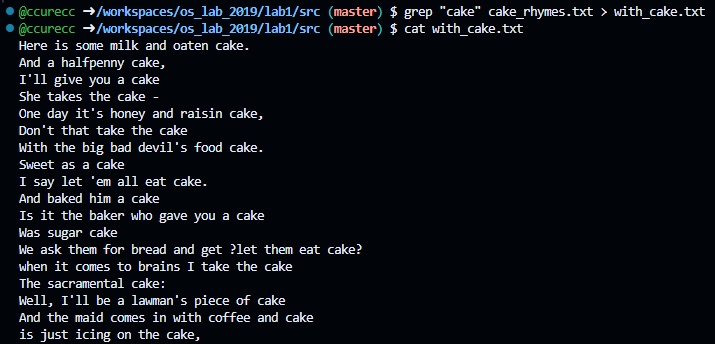 @ccurecc ➜/workspaces/os_lab_2019/lab1/src (master) $ grep "cake" cake_rhymes.txt > with_cake.txt
@ccurecc ➜/workspaces/os_lab_2019/lab1/src (master) $ cat with_cake.txt
Here is some milk and oaten cake.
And a halfpenny cake,
I'll give you a cake
She takes the cake -
One day it's honey and raisin cake,
Don't that take the cake
With the big bad devil's food cake.
Sweet as a cake
I say let 'em all eat cake.
And baked him a cake
Is it the baker who gave you a cake
Was sugar cake
We ask them for bread and get ?let them eat cake?
when it comes to brains I take the cake
The sacramental cake:
Well, I'll be a lawman's piece of cake
And the maid comes in with coffee and cake
is just icing on the cake,